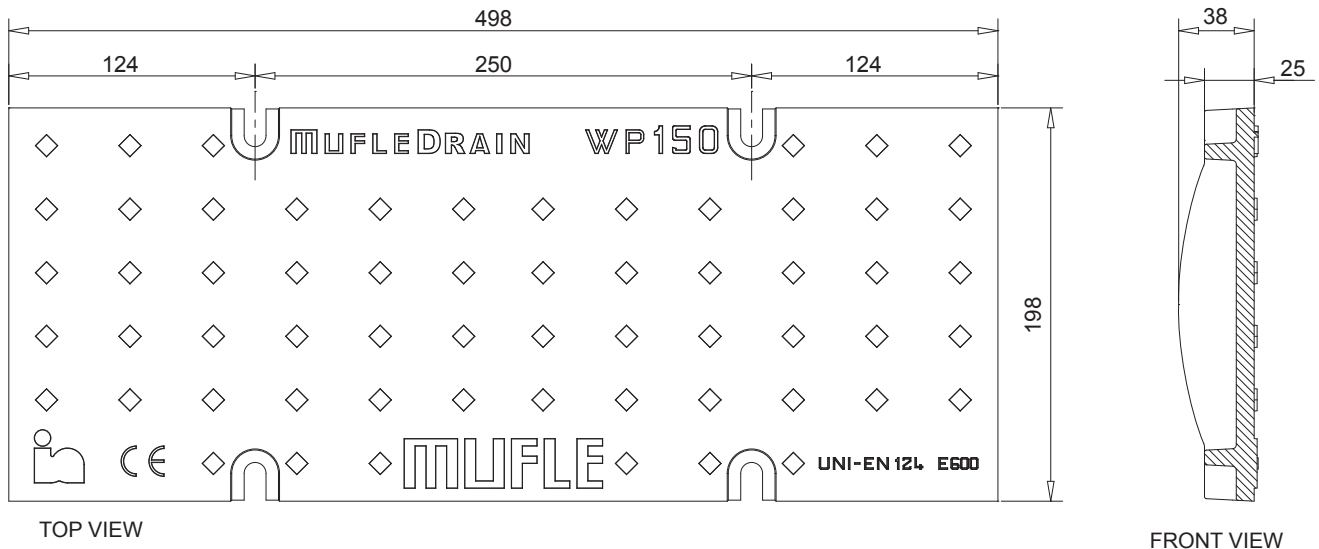 498
38
124 250 124
25
MUFLEDRAIN WP150
198
CE MUFLE UNI-EN 124 E600
TOP VIEW
FRONT VIEW